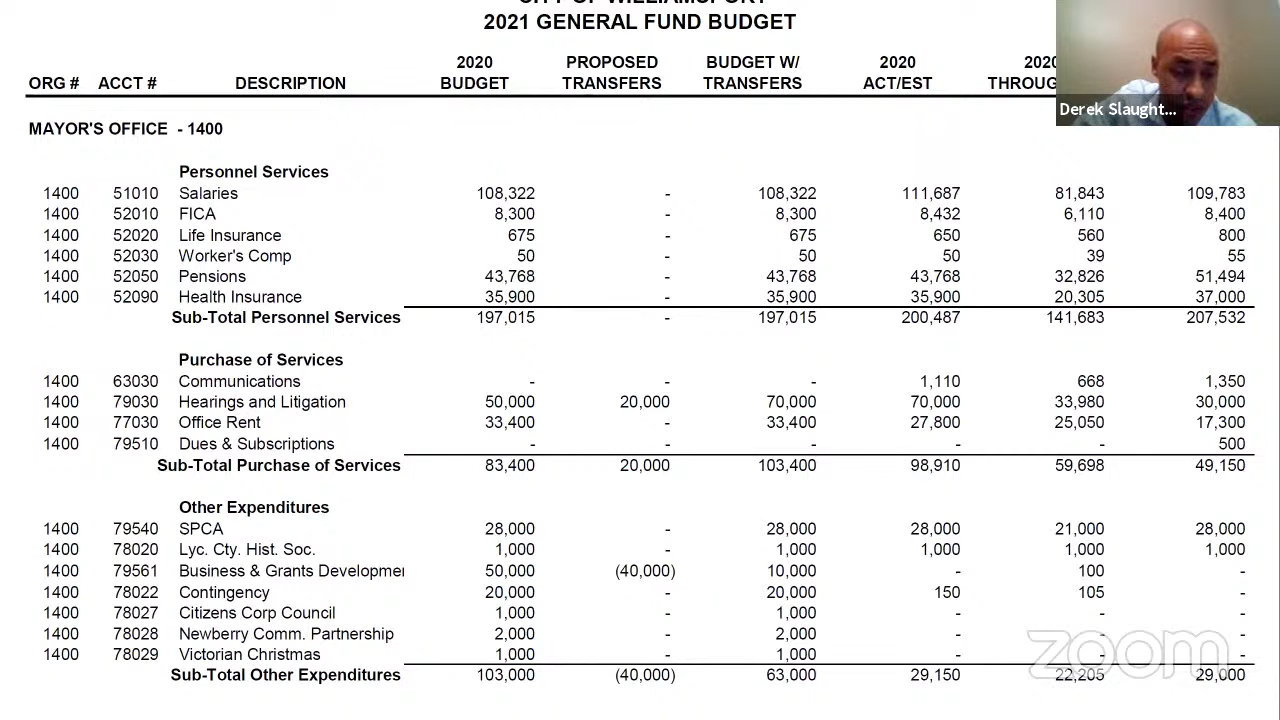 CITY OF WILLIAMSPORT
2021 GENERAL FUND BUDGET
2020 PROPOSED BUDGET W/ 2020 2020
ORG # ACCT # DESCRIPTION BUDGET TRANSFERS TRANSFERS ACT/EST THROUG
Derek Slaught...
MAYOR'S OFFICE - 1400
Personnel Services
1400 51010 Salaries 108,322 - 108,322 111,687 81,843 109,783
1400 52010 FICA 8,300 - 8,300 8,432 6,110 8,400
1400 52020 Life Insurance 675 - 675 650 560 800
1400 52030 Worker's Comp 50 - 50 50 39 55
1400 52050 Pensions 43,768 - 43,768 43,768 32,826 51,494
1400 52090 Health Insurance 35,900 - 35,900 35,900 20,305 37,000
Sub-Total Personnel Services 197,015 - 197,015 200,487 141,683 207,532
Purchase of Services
1400 63030 Communications - - - 1,110 668 1,350
1400 79030 Hearings and Litigation 50,000 20,000 70,000 70,000 33,980 30,000
1400 77030 Office Rent 33,400 - 33,400 27,800 25,050 17,300
1400 79510 Dues & Subscriptions - - - - - 500
Sub-Total Purchase of Services 83,400 20,000 103,400 98,910 59,698 49,150
Other Expenditures
1400 79540 SPCA 28,000 - 28,000 28,000 21,000 28,000
1400 78020 Lyc. Cty. Hist. Soc. 1,000 - 1,000 1,000 1,000 1,000
1400 79561 Business & Grants Developmen 50,000 (40,000) 10,000 - 100 -
1400 78022 Contingency 20,000 - 20,000 150 105 -
1400 78027 Citizens Corp Council 1,000 - 1,000 - - -
1400 78028 Newberry Comm. Partnership 2,000 - 2,000 - - -
1400 78029 Victorian Christmas 1,000 - 1,000 - - -
Sub-Total Other Expenditures 103,000 (40,000) 63,000 29,150 22,205 29,000
zoom